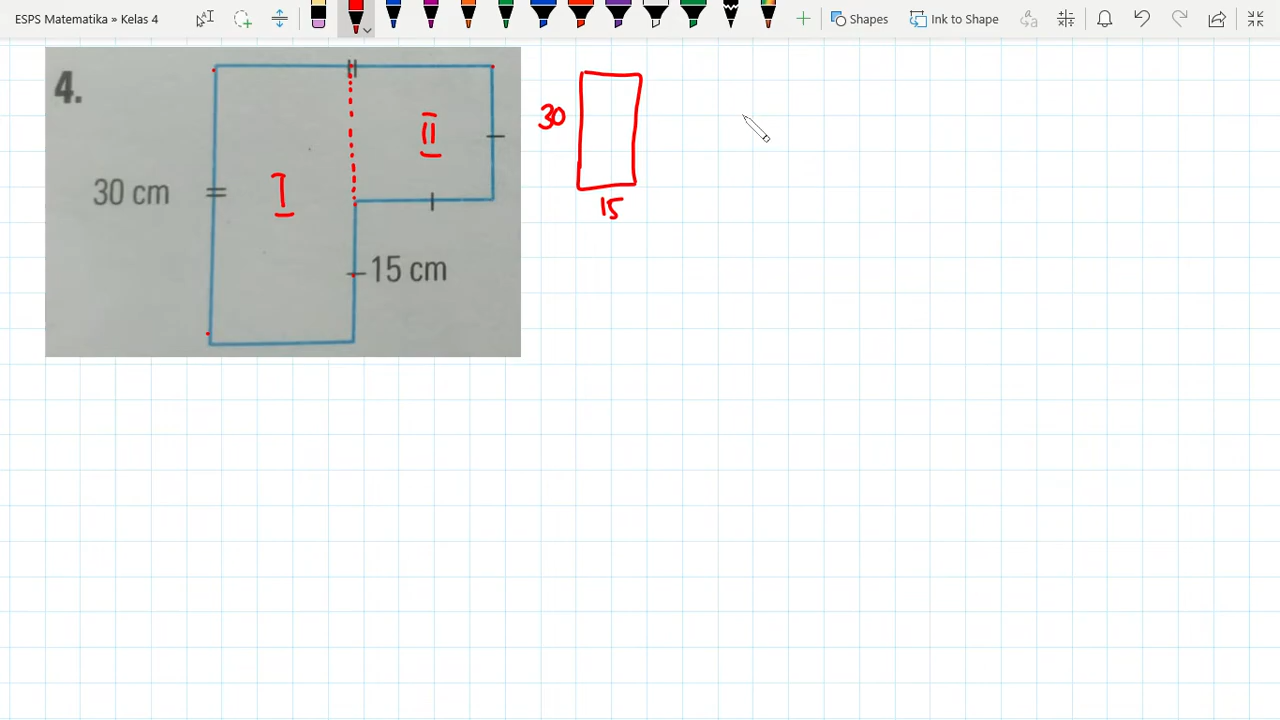 ESPS Matematika » Kelas 4
Shapes
Ink to Shape
4.
30 cm
I
II
15 cm
30
15